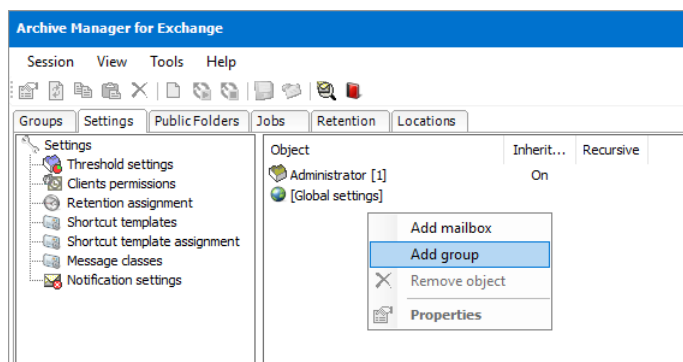 Archive Manager for Exchange
Session View Tools Help
Groups Settings Public Folders Jobs Retention Locations
Settings
Threshold settings
Clients permissions
Retention assignment
Shortcut templates
Shortcut template assignment
Message classes
Notification settings
Object Inherit... Recursive
Administrator [1] On
[Global settings]
Add mailbox
Add group
Remove object
Properties